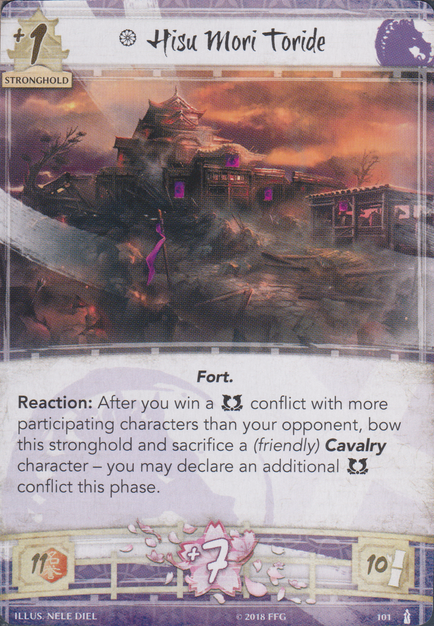 +1
Hisu Mori Toride
STRONGHOLD
Fort.
Reaction: After you win a conflict with more
participating characters than your opponent, bow
this stronghold and sacrifice a (friendly) Cavalry
character – you may declare an additional
conflict this phase.
11
+7
10
ILLUS. NELE DIEL
© 2018 FFG
101